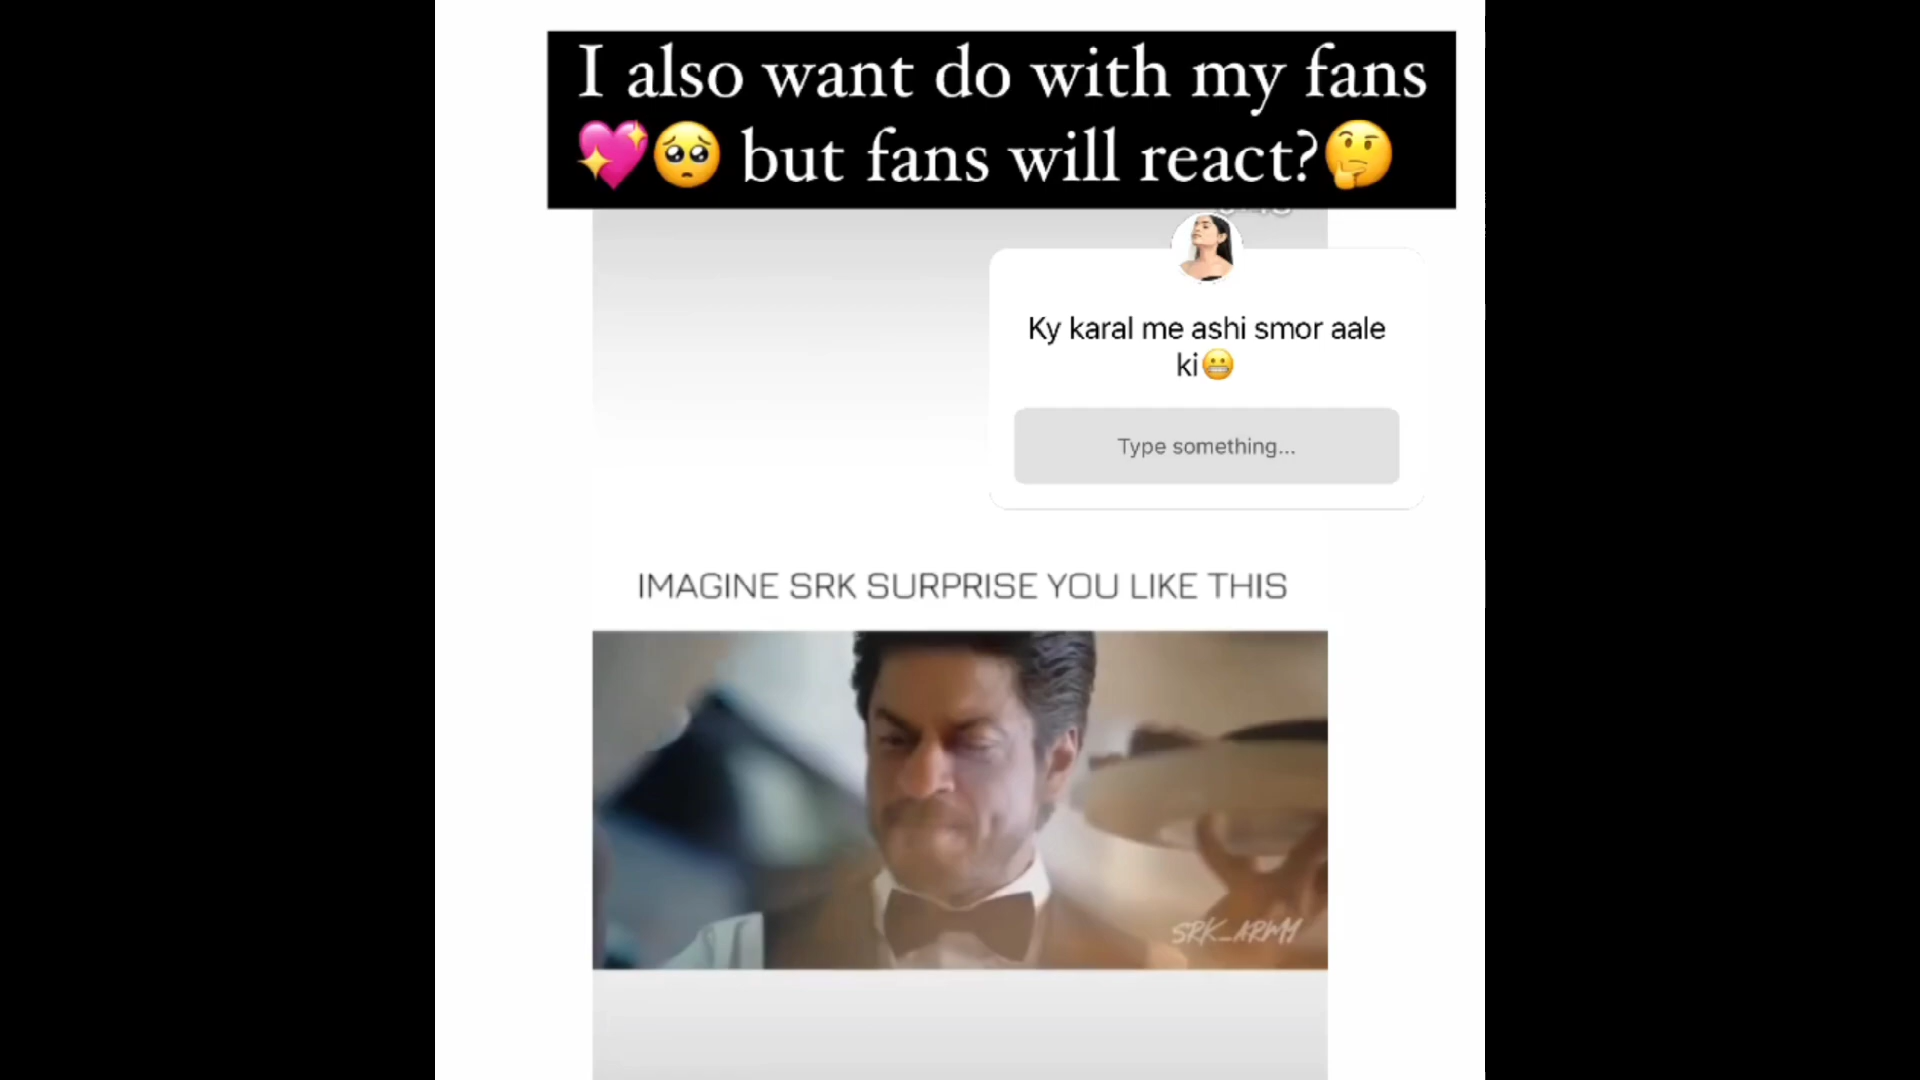 I also want do with my fans
💖🥺 but fans will react?🤔
Ky karal me ashi smor aale
ki😬
Type something...
IMAGINE SRK SURPRISE YOU LIKE THIS
SRK_ARMY